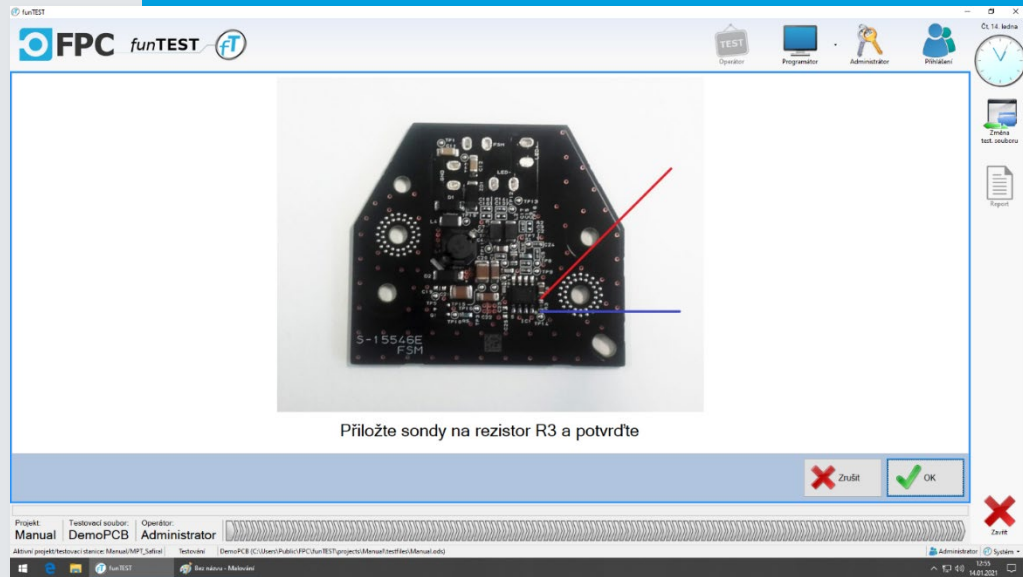 funTEST
FPC funTEST fT
TEST
Operátor
Programátor
Administrátor
Přihlášení
Čt, 14. ledna
Změna
test. souboru
Report
S-15546E
FSM
Přiložte sondy na rezistor R3 a potvrďte
Zrušit
OK
Projekt: Testovací soubor: Operátor:
Manual DemoPCB Administrator
Zavřít
Aktivní projekt/testovací stanice: Manual/MPT_Safiral Testování DemoPCB (C:\Users\Public\FPC\funTEST\projects\Manual\testfiles\Manual.ods) Administrator Systém
funTEST
Bez názvu – Malování
12:55
14.01.2021